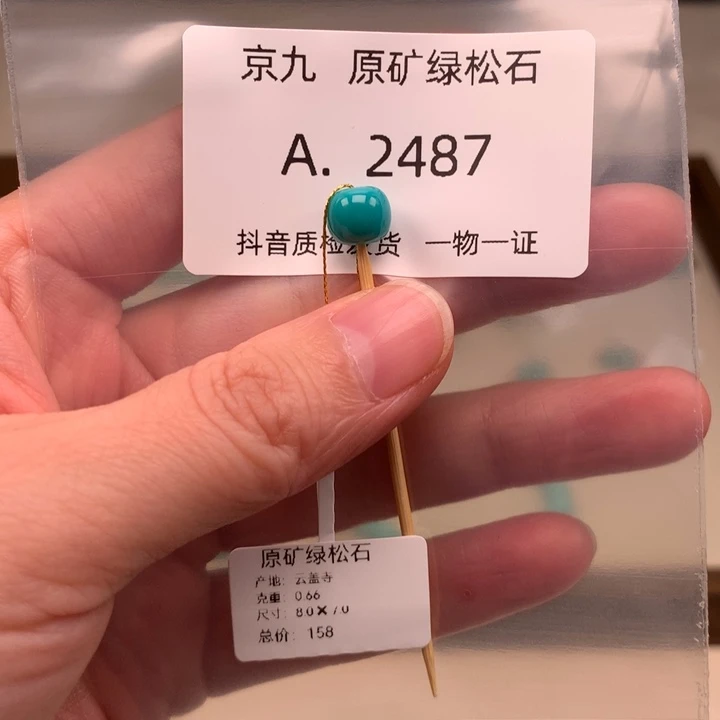 京九 原矿绿松石
A. 2487
抖音质检发货 一物一证
原矿绿松石
产地: 云盖寺
克重: 0.66
尺寸: 8.0×7.0
总价: 158